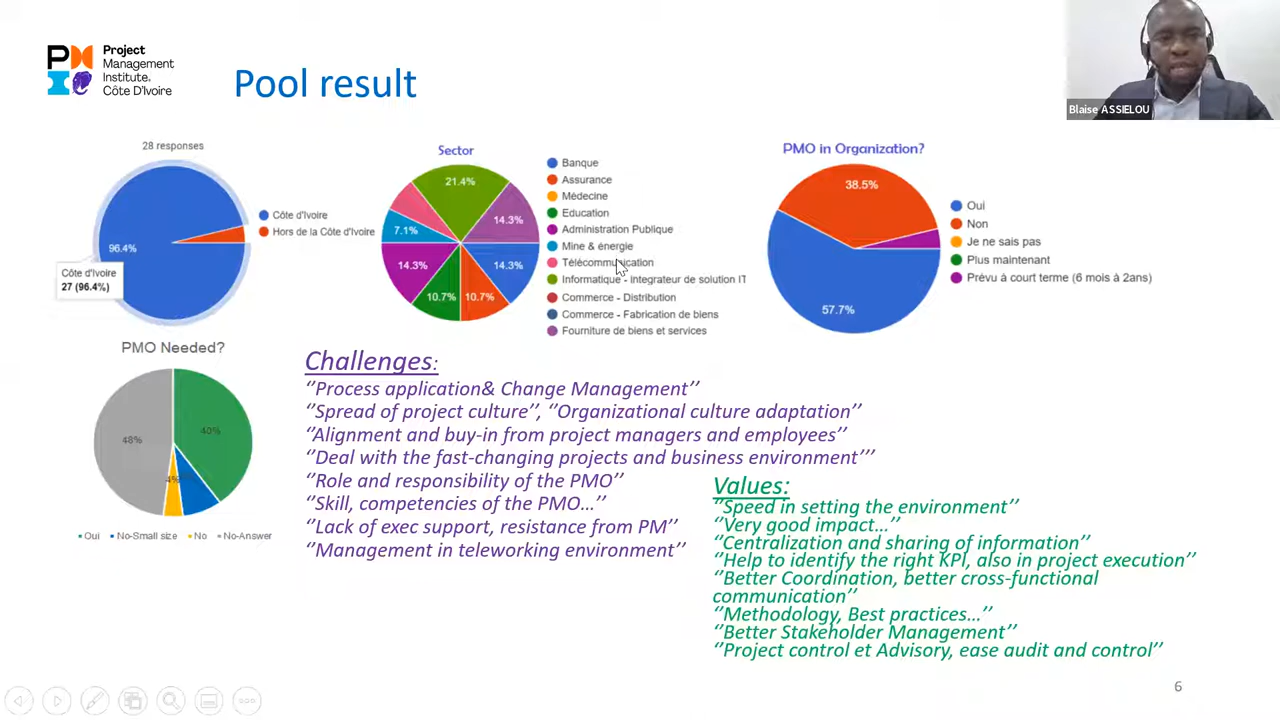 Project
Management
Institute.
Côte D'Ivoire
Pool result
Blaise ASSIELOU
28 responses
96.4%
Côte d'Ivoire
27 (96.4%)
Côte d'Ivoire
Hors de la Côte d'Ivoire
Sector
21.4%
14.3%
7.1%
14.3%
14.3%
10.7%
10.7%
Banque
Assurance
Médecine
Education
Administration Publique
Mine & énergie
Télécommunication
Informatique - Integrateur de solution IT
Commerce - Distribution
Commerce - Fabrication de biens
Fourniture de biens et services
PMO in Organization?
38.5%
57.7%
Oui
Non
Je ne sais pas
Plus maintenant
Prévu à court terme (6 mois à 2ans)
PMO Needed?
48%
40%
4%
Oui
No-Small size
No
No-Answer
Challenges:
‘’Process application& Change Management’’
‘’Spread of project culture’’, ‘’Organizational culture adaptation’’
‘’Alignment and buy-in from project managers and employees’’
‘’Deal with the fast-changing projects and business environment’’’
‘’Role and responsibility of the PMO’’
‘’Skill, competencies of the PMO…’’
‘’Lack of exec support, resistance from PM’’
‘’Management in teleworking environment’’
Values:
‘’Speed in setting the environment’’
‘’Very good impact…’’
‘’Centralization and sharing of information’’
‘’Help to identify the right KPI, also in project execution’’
‘’Better Coordination, better cross-functional
communication’’
‘’Methodology, Best practices…’’
‘’Better Stakeholder Management’’
‘’Project control et Advisory, ease audit and control’’
6